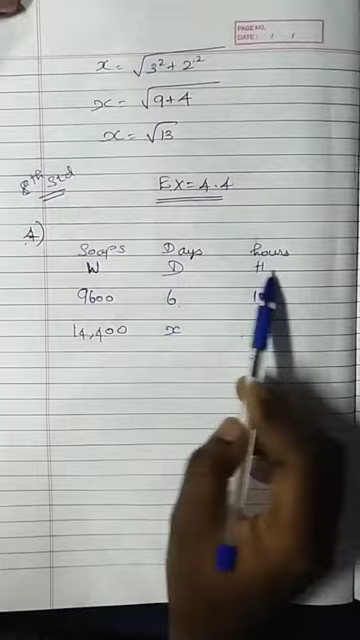 PAGE NO.
DATE: / /
x = √3² + 2²
x = √9 + 4
x = √13
8th Std
EX = 4.4
4)
Soaps Days hours
W D H
9600 6
14,400 x